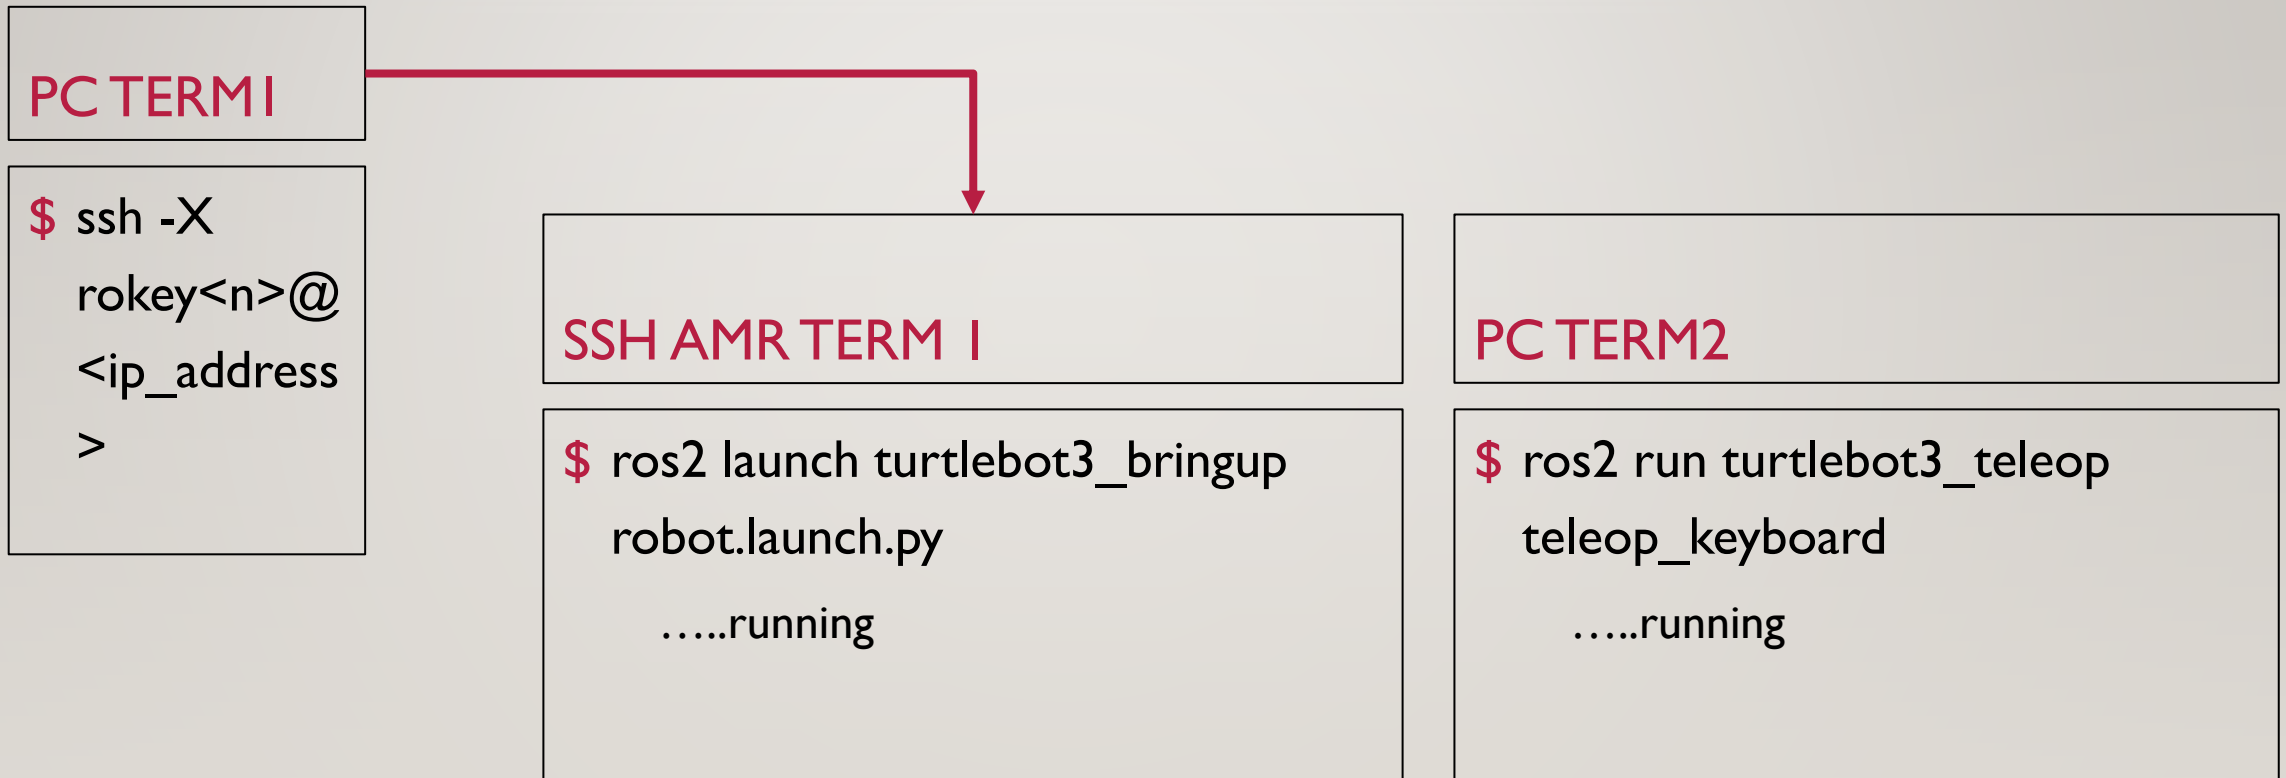 PC TERM1
$ ssh -X
rokey<n>@
<ip_address
>
SSH AMR TERM 1
$ ros2 launch turtlebot3_bringup
robot.launch.py
…..running
PC TERM2
$ ros2 run turtlebot3_teleop
teleop_keyboard
…..running